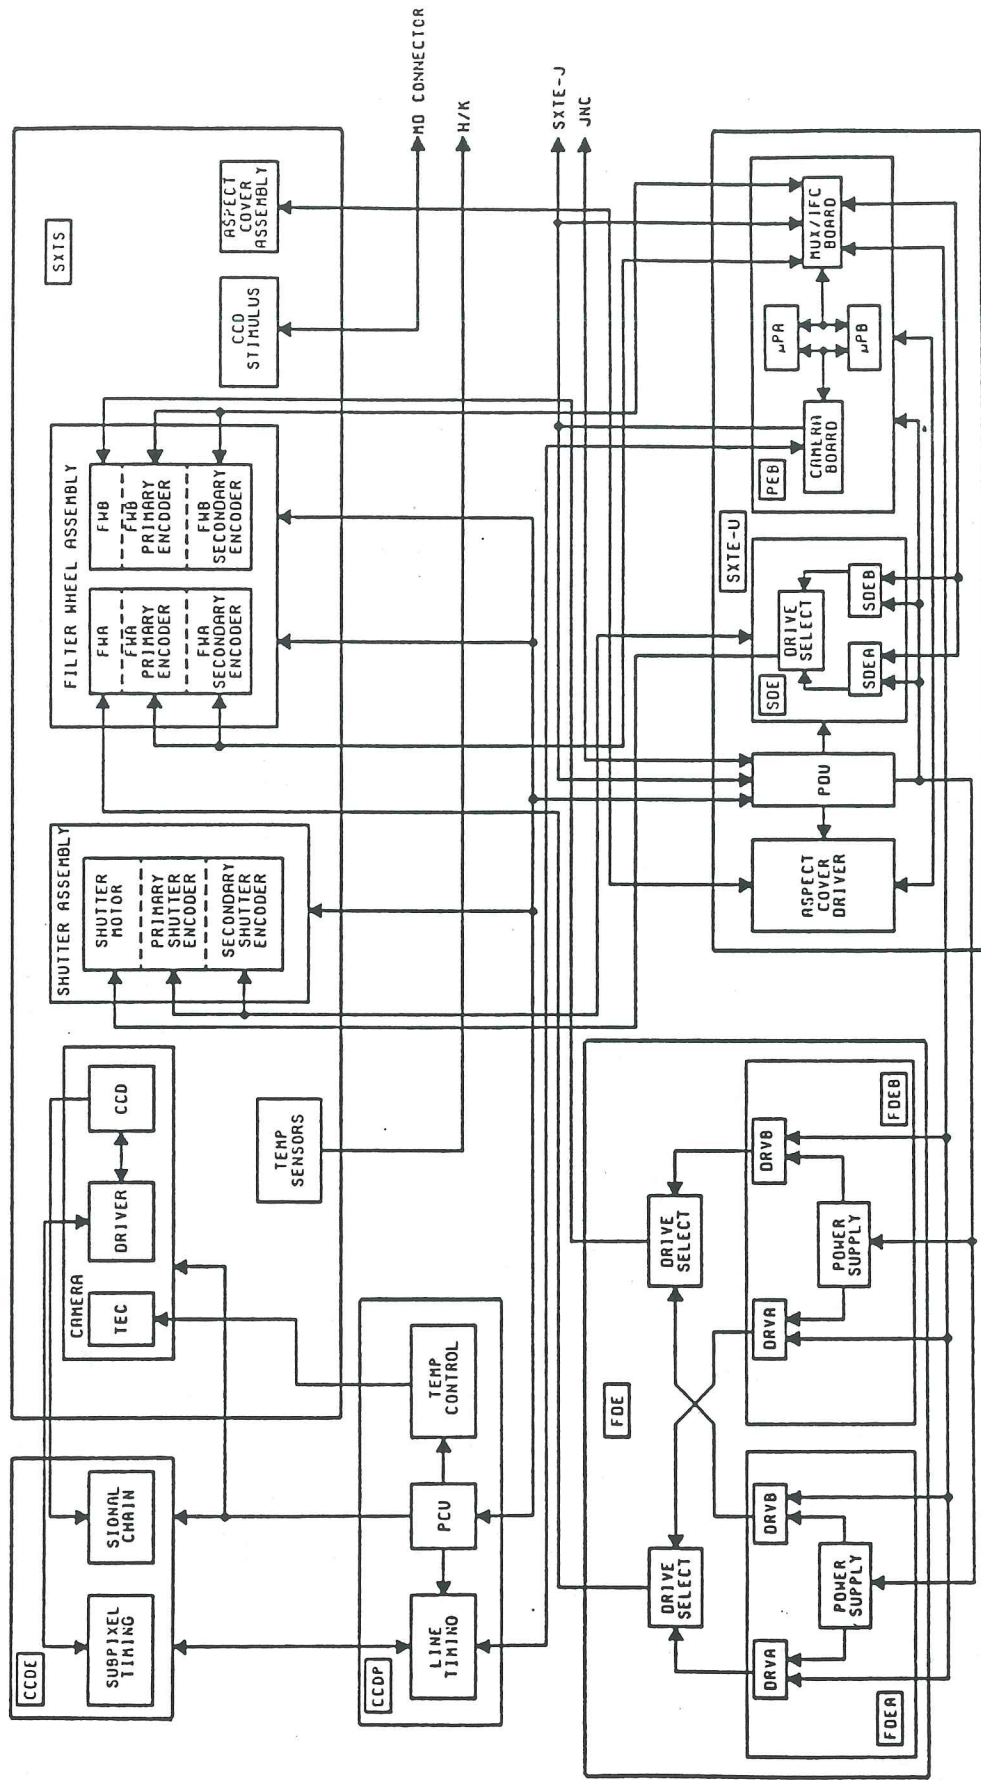 CCDE
SUBPIXEL
TIMING
SIONAL
CHAIN
CAMERA
TEC
DRIVER
CCD
SHUTTER ASSEMBLY
SHUTTER
MOTOR
PRIMARY
SHUTTER
ENCODER
SECONDARY
SHUTTER
ENCODER
FILTER WHEEL ASSEMBLY
FWA
FWA
PRIMARY
ENCODER
FWA
SECONDARY
ENCODER
FWB
FWB
PRIMARY
ENCODER
FWB
SECONDARY
ENCODER
SXTS
CCD
STIMULUS
ASPECT
COVER
ASSEMBLY
TEMP
SENSORS
CCDP
LINE
TIMINO
PCU
TEMP
CONTROL
MD CONNECTOR
H/K
SXTE-J
JNC
FDE
DRIVE
SELECT
DRIVE
SELECT
FDEA
DRVA
DRVB
POWER
SUPPLY
FDEB
DRVA
DRVB
POWER
SUPPLY
SXTE-U
ASPECT
COVER
DRIVER
PDU
SDE
DRIVE
SELECT
SDEA
SDEB
PEB
CAMERA
BOARD
μPA
μPB
MUX/IFC
BOARD